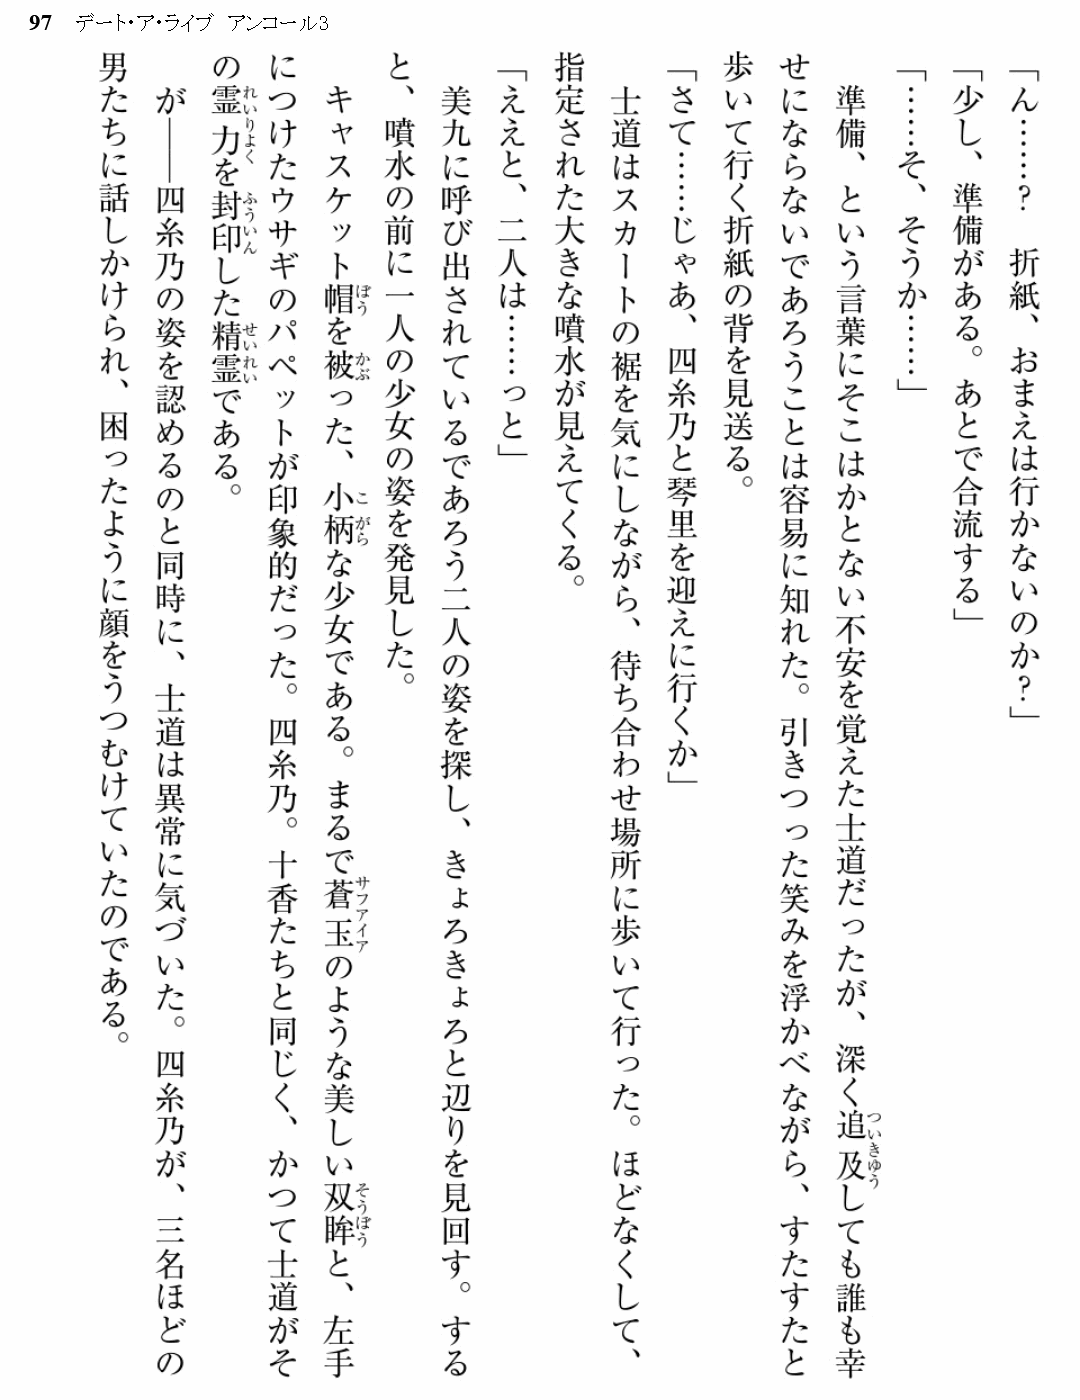 97 デート・ア・ライブ アンコール3
「ん……? 折紙、おまえは行かないのか?」
「少し、準備がある。あとで合流する」
「……そ、そうか……」
準備、という言葉にそこはかとない不安を覚えた士道だったが、深く追及しても誰も幸
せにならないであろうことは容易に知れた。引きつった笑みを浮かべながら、すたすたと
歩いて行く折紙の背を見送る。
「さて……じゃあ、四糸乃と琴里を迎えに行くか」
士道はスカートの裾を気にしながら、待ち合わせ場所に歩いて行った。ほどなくして、
指定された大きな噴水が見えてくる。
「ええと、二人は……っと」
美九に呼び出されているであろう二人の姿を探し、きょろきょろと辺りを見回す。する
と、噴水の前に一人の少女の姿を発見した。
キャスケット帽を被った、小柄な少女である。まるで蒼玉のような美しい双眸と、左手
につけたウサギのパペットが印象的だった。四糸乃。十香たちと同じく、かつて士道がそ
の霊力を封印した精霊である。
が――四糸乃の姿を認めるのと同時に、士道は異常に気づいた。四糸乃が、三名ほどの
男たちに話しかけられ、困ったように顔をうつむけていたのである。